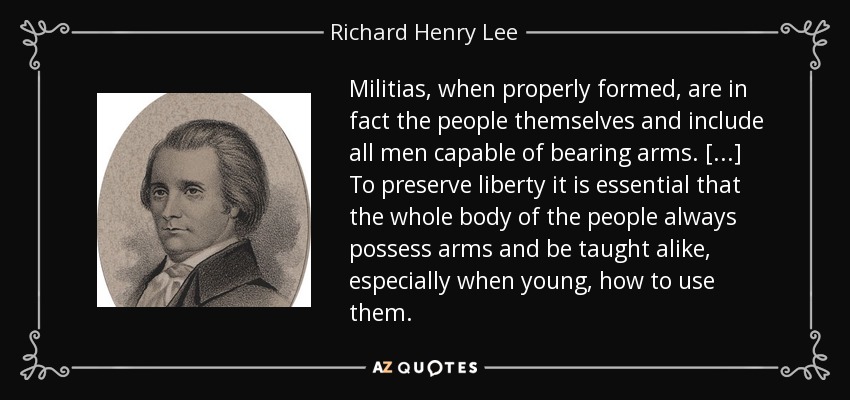 Richard Henry Lee
Militias, when properly formed, are in
fact the people themselves and include
all men capable of bearing arms. [...]
To preserve liberty it is essential that
the whole body of the people always
possess arms and be taught alike,
especially when young, how to use
them.
AZ QUOTES